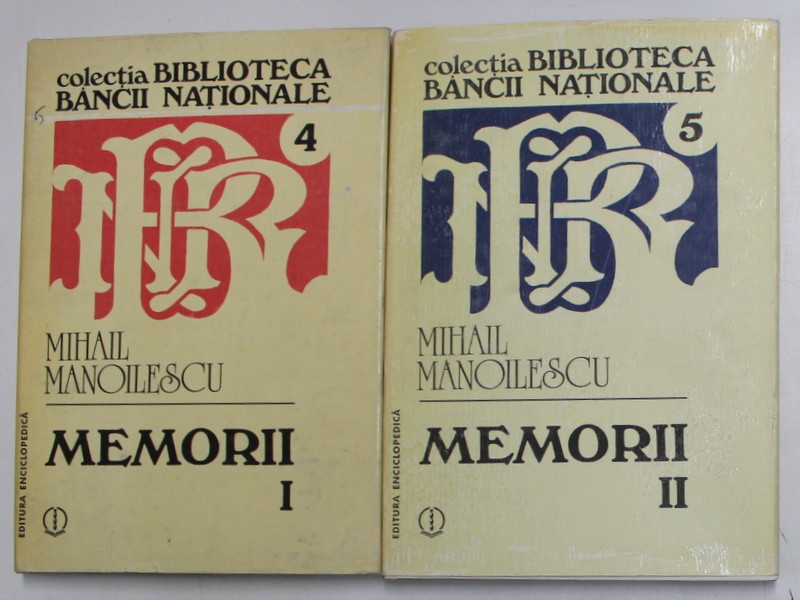 colecția BIBLIOTECA
BĂNCII NAȚIONALE
5
4
MIHAIL
MANOILESCU
MEMORII
I
EDITURA ENCICLOPEDICĂ
colecția BIBLIOTECA
BĂNCII NAȚIONALE
5
MIHAIL
MANOILESCU
MEMORII
II
EDITURA ENCICLOPEDICĂ